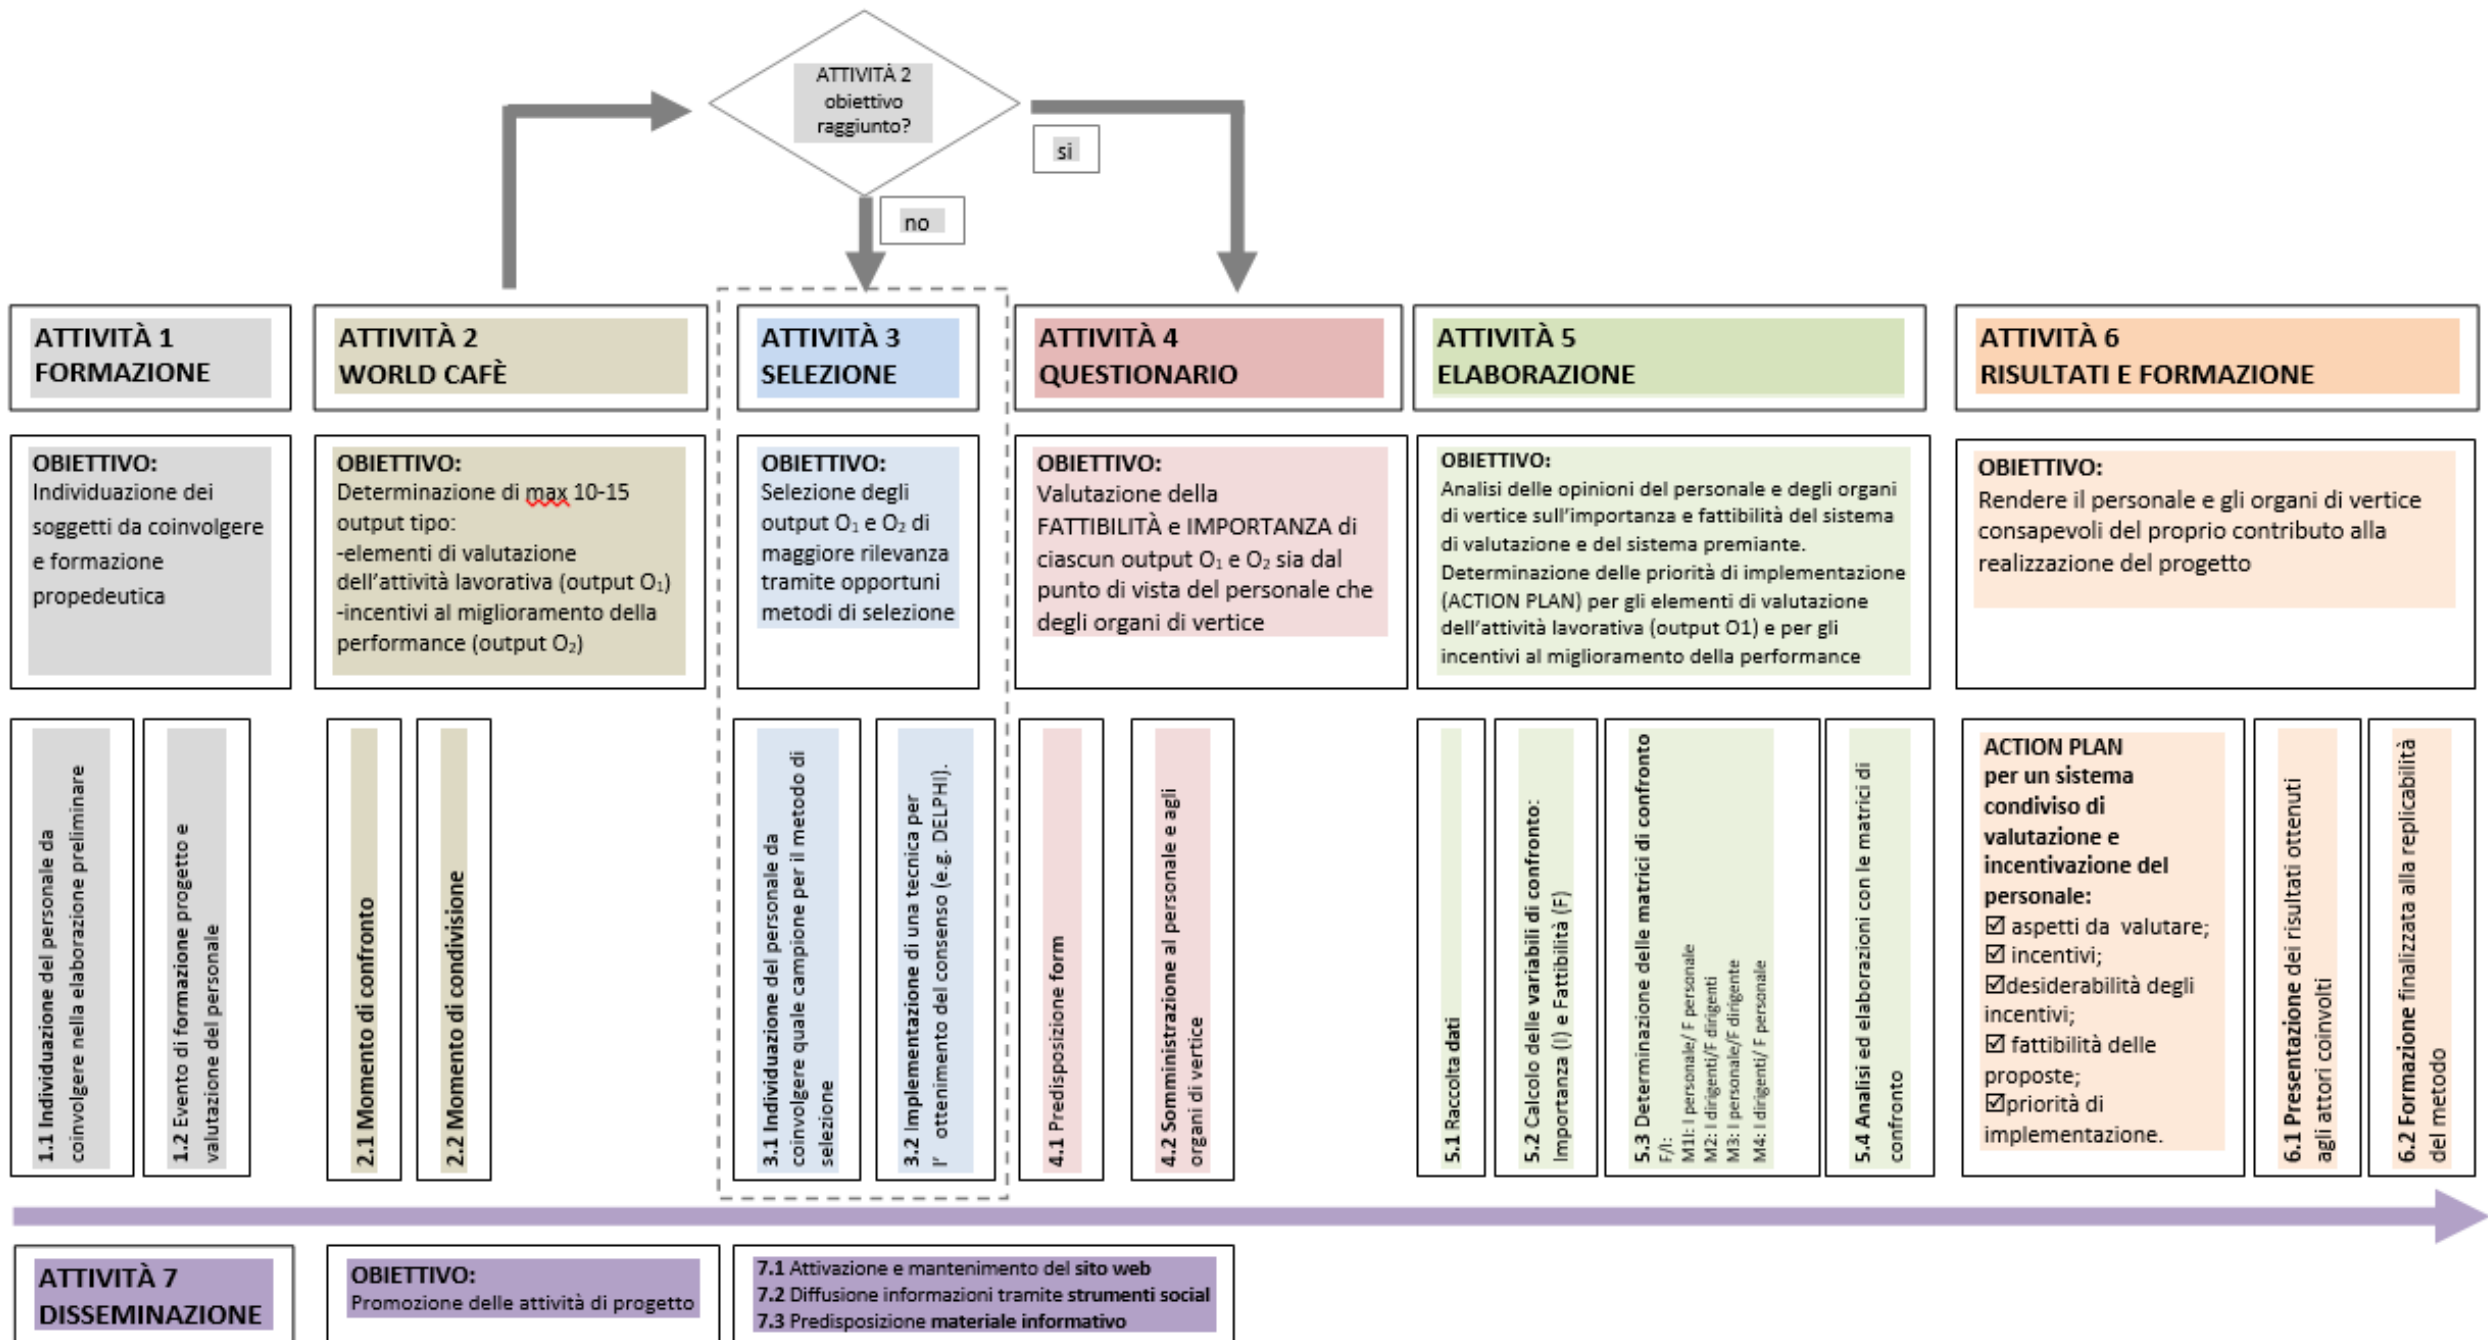 ATTIVITÀ 2
obiettivo
raggiunto?
si
no
ATTIVITÀ 1
FORMAZIONE
ATTIVITÀ 2
WORLD CAFÈ
ATTIVITÀ 3
SELEZIONE
ATTIVITÀ 4
QUESTIONARIO
ATTIVITÀ 5
ELABORAZIONE
ATTIVITÀ 6
RISULTATI E FORMAZIONE
OBIETTIVO:
Individuazione dei
soggetti da coinvolgere
e formazione
propedeutica
OBIETTIVO:
Determinazione di max 10-15
output tipo:
-elementi di valutazione
dell'attività lavorativa (output O₁)
-incentivi al miglioramento della
performance (output O₂)
OBIETTIVO:
Selezione degli
output O₁ e O₂ di
maggiore rilevanza
tramite opportuni
metodi di selezione
OBIETTIVO:
Valutazione della
FATTIBILITÀ e IMPORTANZA di
ciascun output O₁ e O₂ sia dal
punto di vista del personale che
degli organi di vertice
OBIETTIVO:
Analisi delle opinioni del personale e degli organi
di vertice sull'importanza e fattibilità del sistema
di valutazione e del sistema premiante.
Determinazione delle priorità di implementazione
(ACTION PLAN) per gli elementi di valutazione
dell'attività lavorativa (output O1) e per gli
incentivi al miglioramento della performance
OBIETTIVO:
Rendere il personale e gli organi di vertice
consapevoli del proprio contributo alla
realizzazione del progetto
1.1 Individuazione del personale da
coinvolgere nella elaborazione preliminare
1.2 Evento di formazione progetto e
valutazione del personale
2.1 Momento di confronto
2.2 Momento di condivisione
3.1 Individuazione del personale da
coinvolgere quale campione per il metodo di
selezione
3.2 Implementazione di una tecnica per
l' ottenimento del consenso (e.g. DELPHI).
4.1 Predisposizione form
4.2 Somministrazione al personale e agli
organi di vertice
5.1 Raccolta dati
5.2 Calcolo delle variabili di confronto:
Importanza (I) e Fattibilità (F)
5.3 Determinazione delle matrici di confronto
F/I:
M1I: I personale/ F personale
M2: I dirigenti/F dirigenti
M3: I personale/F dirigente
M4: I dirigenti/ F personale
5.4 Analisi ed elaborazioni con le matrici di
confronto
ACTION PLAN
per un sistema
condiviso di
valutazione e
incentivazione del
personale:
☑ aspetti da valutare;
☑ incentivi;
☑desiderabilità degli
incentivi;
☑ fattibilità delle
proposte;
☑priorità di
implementazione.
6.1 Presentazione dei risultati ottenuti
agli attori coinvolti
6.2 Formazione finalizzata alla replicabilità
del metodo
ATTIVITÀ 7
DISSEMINAZIONE
OBIETTIVO:
Promozione delle attività di progetto
7.1 Attivazione e mantenimento del sito web
7.2 Diffusione informazioni tramite strumenti social
7.3 Predisposizione materiale informativo